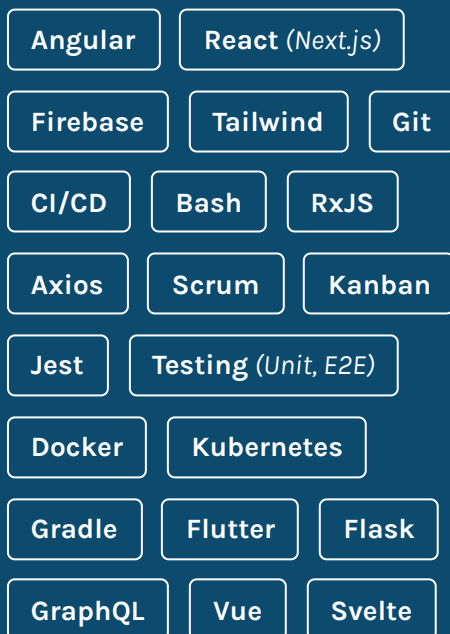 Angular React (Next.js)
Firebase Tailwind Git
CI/CD Bash RxJS
Axios Scrum Kanban
Jest Testing (Unit, E2E)
Docker Kubernetes
Gradle Flutter Flask
GraphQL Vue Svelte